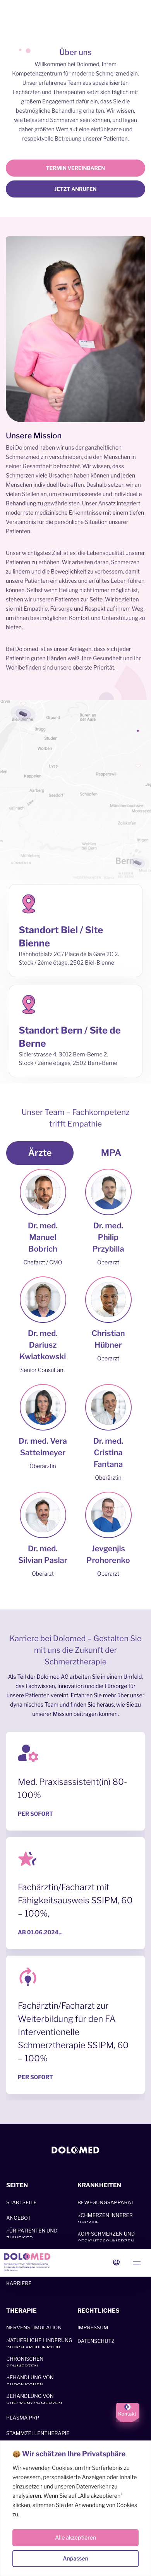 Über uns
Willkommen bei Dolomed, Ihrem
Kompetenzzentrum für moderne Schmerzmedizin.
Unser erfahrenes Team aus spezialisierten
Fachärzten und Therapeuten setzt sich täglich mit
großem Engagement dafür ein, dass Sie die
bestmögliche Behandlung erhalten. Wir wissen,
wie belastend Schmerzen sein können, und legen
daher größten Wert auf eine einfühlsame und
respektvolle Betreuung unserer Patienten.
TERMIN VEREINBAREN
JETZT ANRUFEN
Unsere Mission
Bei Dolomed haben wir uns der ganzheitlichen
Schmerzmedizin verschrieben, die den Menschen in
seiner Gesamtheit betrachtet. Wir wissen, dass
Schmerzen vielfältige Ursachen haben und jeden
Menschen individuell betreffen. Deshalb setzen wir alles an
Stellen an, um eine umfassende und individuelle
Behandlung zu gewährleisten. Unser Ansatz verbindet
modernste medizinische Erkenntnisse mit einem tiefen
Verständnis für die persönliche Situation unserer
Patienten.
Unser wichtigstes Ziel ist es, die Lebensqualität unserer
Patienten zu erhöhen. Wir arbeiten daran, Schmerzen
zu lindern und die Beweglichkeit zu verbessern, damit
unsere Patienten ein aktives und erfülltes Leben führen
können. Selbst wenn Heilung nicht immer möglich ist,
stehen wir unseren Patienten zur Seite. Wir begleiten
sie mit Empathie, Fürsorge und Respekt auf ihrem Weg,
um ihnen bestmöglichen Komfort und Unterstützung zu
bieten.
Bei Dolomed ist es unser Anliegen, dass sich jeder
Patient in guten Händen weiß. Ihre Gesundheit und Ihr
Wohlbefinden sind unsere oberste Priorität.
Bern
Standort Biel / Site
Bienne
Bahnhofplatz 2C / Place de la Gare 2C 2.
Stock / 2ème étage, 2502 Biel-Bienne
Standort Bern / Site de
Berne
Sidlerstrasse 4, 3012 Bern-Berne 2.
Stock / 2ème étages, 2502 Bern-Berne
Unser Team – Fachkompetenz
trifft Empathie
Ärzte MPA
Dr. med.
Manuel
Bobrich
Chefarzt / CMO
Dr. med.
Philip
Przybilla
Oberarzt
Dr. med.
Dariusz
Kwiatkowski
Senior Consultant
Christian
Hübner
Oberarzt
Dr. med. Vera
Sattelmeyer
Oberärztin
Dr. med.
Cristina
Fantana
Oberärztin
Dr. med.
Silvian Paslar
Oberarzt
Jevgenjis
Prohorenko
Oberarzt
Karriere bei Dolomed – Gestalten Sie
mit uns die Zukunft der
Schmerztherapie
Als Teil der Dolomed AG arbeiten Sie in einem Umfeld,
das Fachwissen, Innovation und die Fürsorge für
unsere Patienten vereint. Erfahren Sie mehr über unser
dynamisches Team und finden Sie heraus, wie Sie zu
unserer Mission beitragen können.
Med. Praxisassistent(in) 80-
100%
PER SOFORT
Fachärztin/Facharzt mit
Fähigkeitsausweis SSIPM, 60
– 100%,
AB 01.06.2024...
Fachärztin/Facharzt zur
Weiterbildung für den FA
Interventionelle
Schmerztherapie SSIPM, 60
– 100%
PER SOFORT
DOLOMED
SEITEN
STARTSEITE
ANGEBOT
FÜR PATIENTEN UND
KRANKHEITEN
BEWEGUNGSAPPARAT
SCHMERZEN INNERER
KOPFSCHMERZEN UND
DOLOMED
KARRIERE
THERAPIE
NERVENSTIMULATION
NATUERLICHE LINDERUNG
CHRONISCHEN
BEHANDLUNG VON
BEHANDLUNG VON
PLASMA PRP
STAMMZELLENTHERAPIE
RECHTLICHES
IMPRESSUM
DATENSCHUTZ
Kontakt
🍪 Wir schätzen Ihre Privatsphäre
Wir verwenden Cookies, um Ihr Surferlebnis zu
verbessern, personalisierte Anzeigen oder Inhalte
einzusetzen und unseren Datenverkehr zu
analysieren. Wenn Sie auf „Alle akzeptieren"
klicken, stimmen Sie der Anwendung von Cookies
zu.
Alle akzeptieren
Anpassen